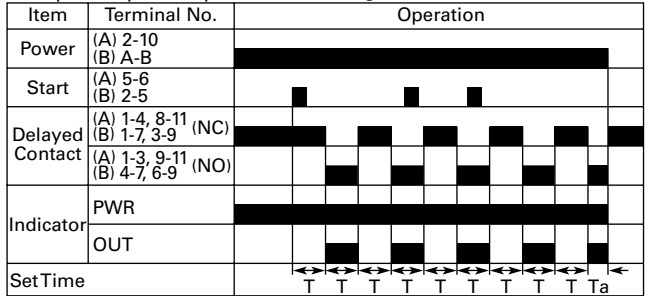 Item Terminal No. Operation
Power (A) 2-10
(B) A-B
Start (A) 5-6
(B) 2-5
Delayed Contact (A) 1-4, 8-11
(B) 1-7, 3-9 (NC)
(A) 1-3, 9-11
(B) 4-7, 6-9 (NO)
Indicator PWR
OUT
Set Time T T T T T T T T T Ta